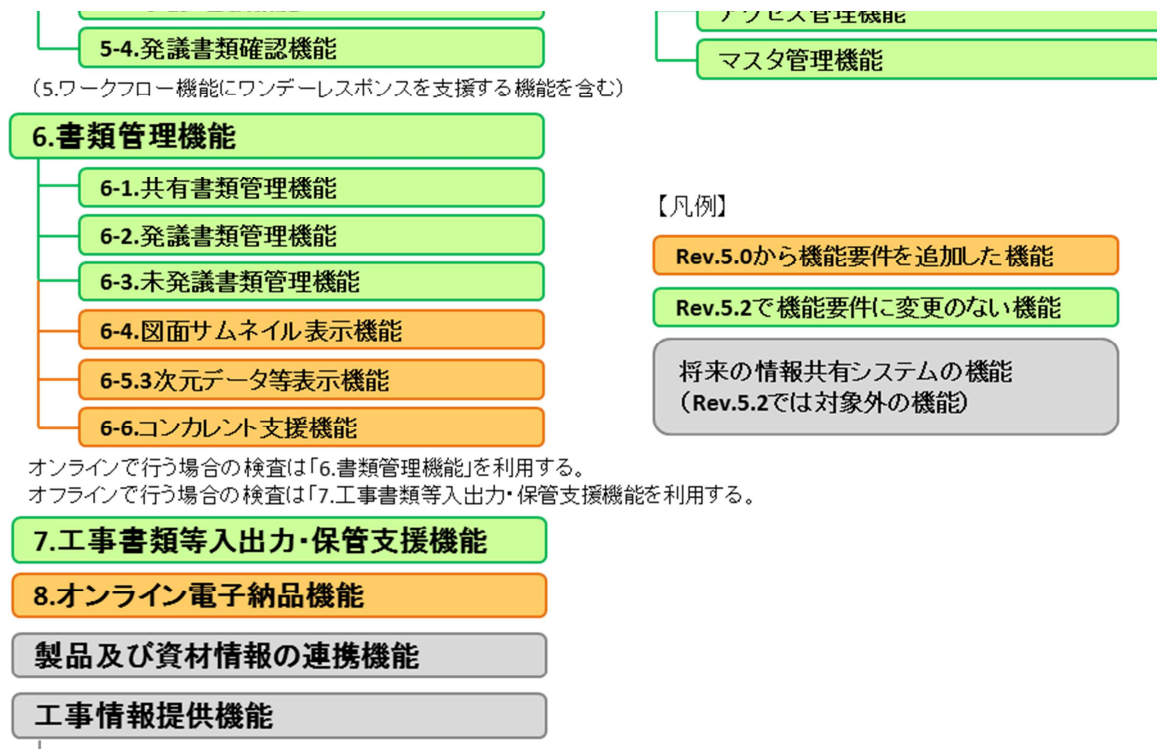 5-4.発議書類確認機能
(5.ワークフロー機能にワンデーレスポンスを支援する機能を含む)
6.書類管理機能
6-1.共有書類管理機能
6-2.発議書類管理機能
6-3.未発議書類管理機能
6-4.図面サムネイル表示機能
6-5.3次元データ等表示機能
6-6.コンカレント支援機能
オンラインで行う場合の検査は「6.書類管理機能」を利用する。
オフラインで行う場合の検査は「7.工事書類等入出力・保管支援機能を利用する。
7.工事書類等入出力・保管支援機能
8.オンライン電子納品機能
製品及び資材情報の連携機能
工事情報提供機能
アクセス管理機能
マスタ管理機能
【凡例】
Rev.5.0から機能要件を追加した機能
Rev.5.2で機能要件に変更のない機能
将来の情報共有システムの機能
(Rev.5.2では対象外の機能)